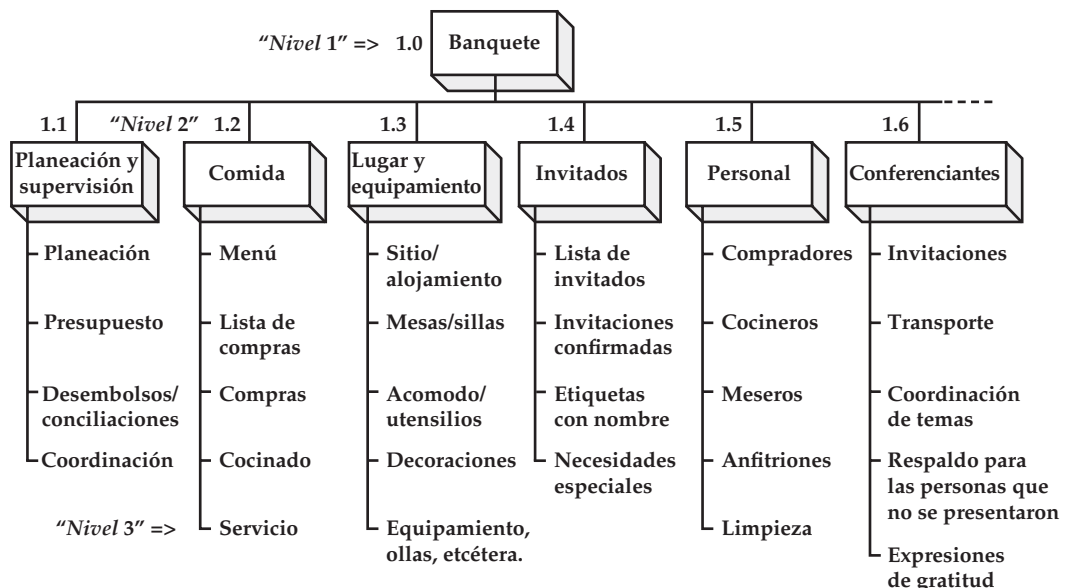 “Nivel 1” => 1.0 Banquete
1.1 “Nivel 2” 1.2 1.3 1.4 1.5 1.6
Planeación y
supervisión
Comida
Lugar y
equipamiento
Invitados
Personal
Conferenciantes
Planeación
Presupuesto
Desembolsos/
conciliaciones
Coordinación
Menú
Lista de
compras
Compras
Cocinado
“Nivel 3” => Servicio
Sitio/
alojamiento
Mesas/sillas
Acomodo/
utensilios
Decoraciones
Equipamiento,
ollas, etcétera.
Lista de
invitados
Invitaciones
confirmadas
Etiquetas
con nombre
Necesidades
especiales
Compradores
Cocineros
Meseros
Anfitriones
Limpieza
Invitaciones
Transporte
Coordinación
de temas
Respaldo para
las personas que
no se presentaron
Expresiones
de gratitud